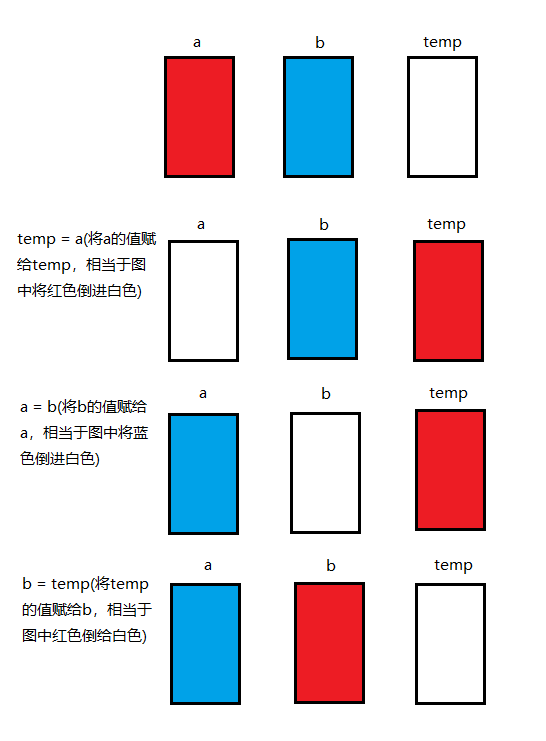 a b temp
a b temp
temp = a(将a的值赋
给temp，相当于图
中将红色倒进白色)
a b temp
a = b(将b的值赋给
a，相当于图中将蓝
色倒进白色)
a b temp
b = temp(将temp
的值赋给b，相当于
图中红色倒给白色)